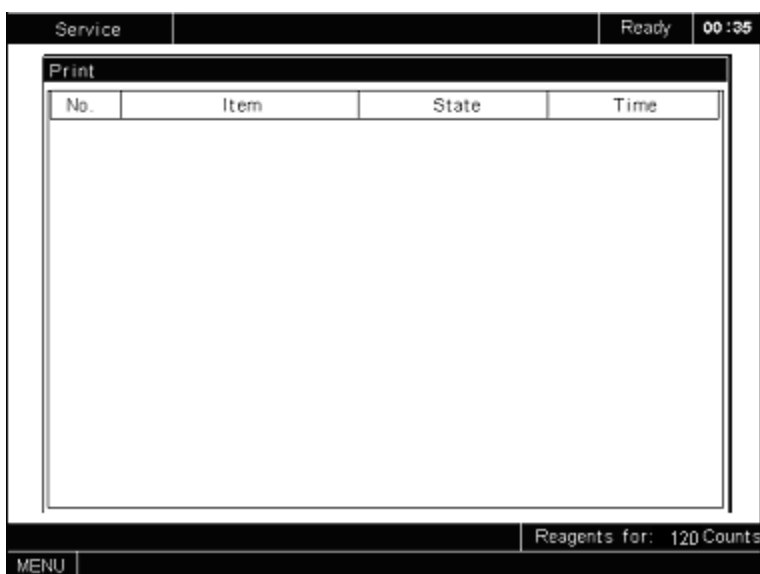 Service Ready 00:35
Print
No. Item State Time
Reagents for: 120 Counts
MENU